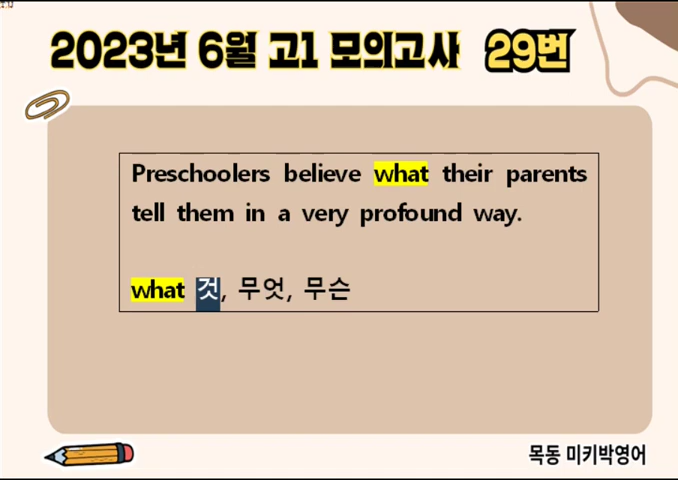 2023년 6월 고1 모의고사 29번
Preschoolers believe what their parents
tell them in a very profound way.
what 것, 무엇, 무슨
목동 미키박영어